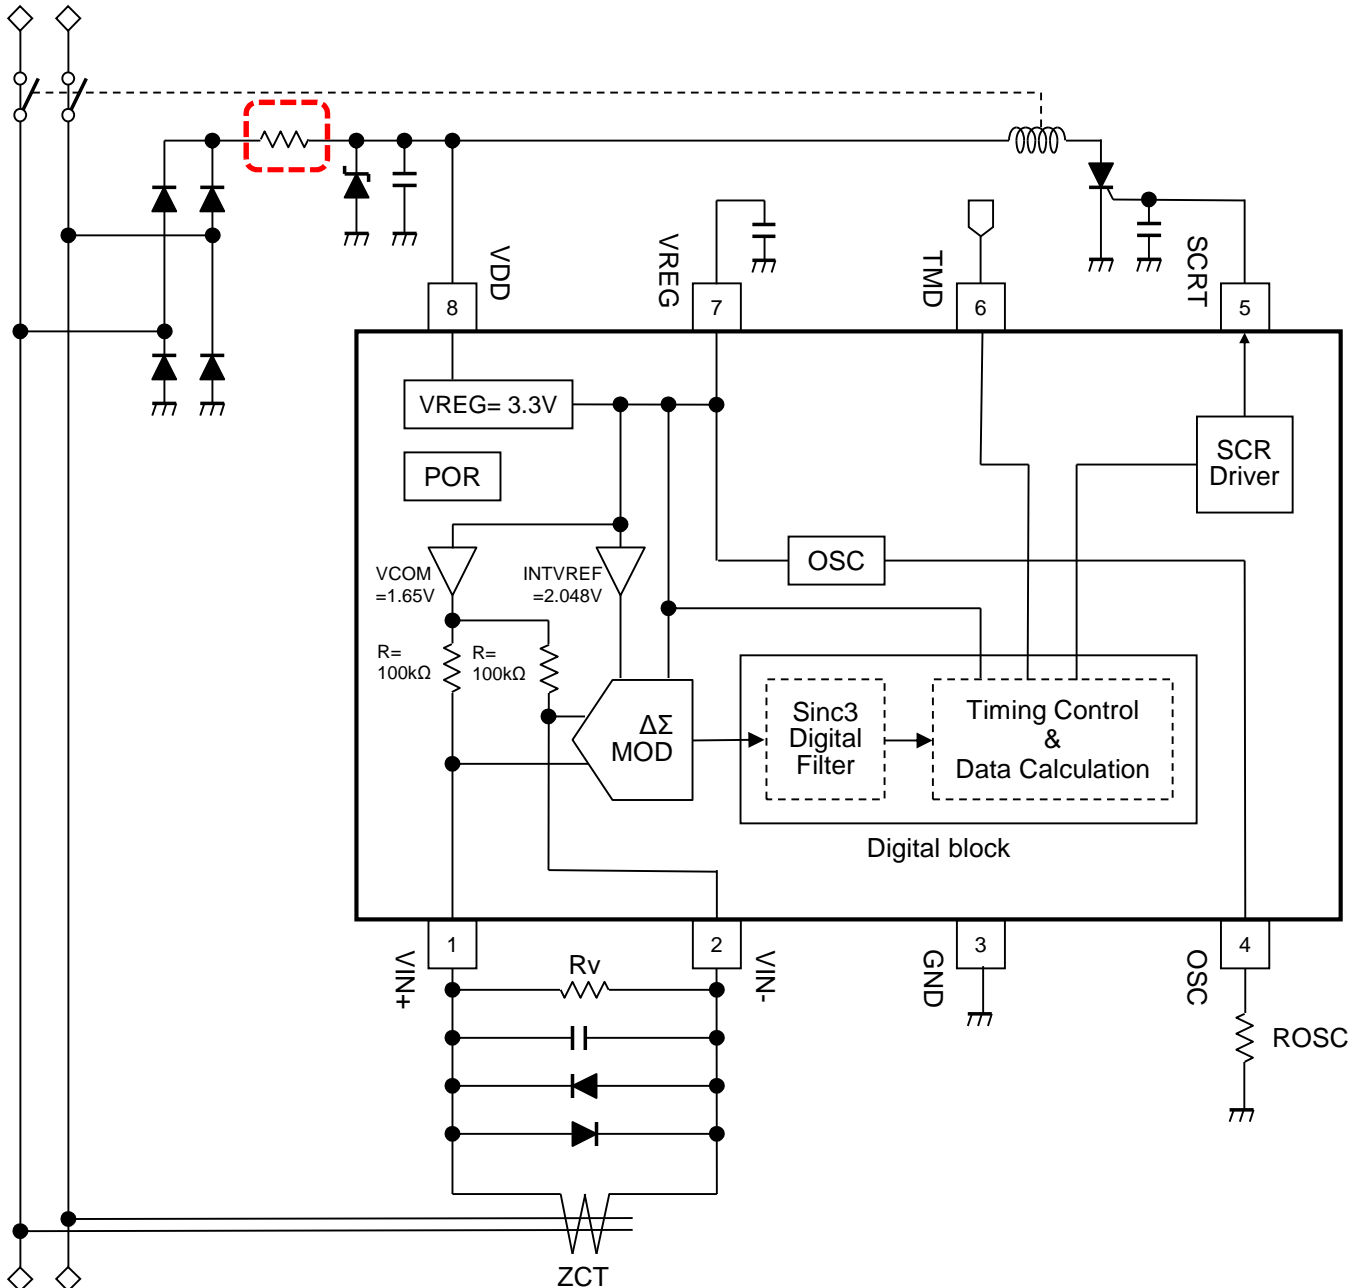 VDD
VREG
TMD
SCRT
8
7
6
5
VREG= 3.3V
POR
SCR
Driver
OSC
VCOM
=1.65V
INTVREF
=2.048V
R=
100kΩ
R=
100kΩ
ΔΣ
MOD
Sinc3
Digital
Filter
Timing Control
&
Data Calculation
Digital block
1
2
3
4
VIN+
VIN-
GND
OSC
Rv
ROSC
ZCT